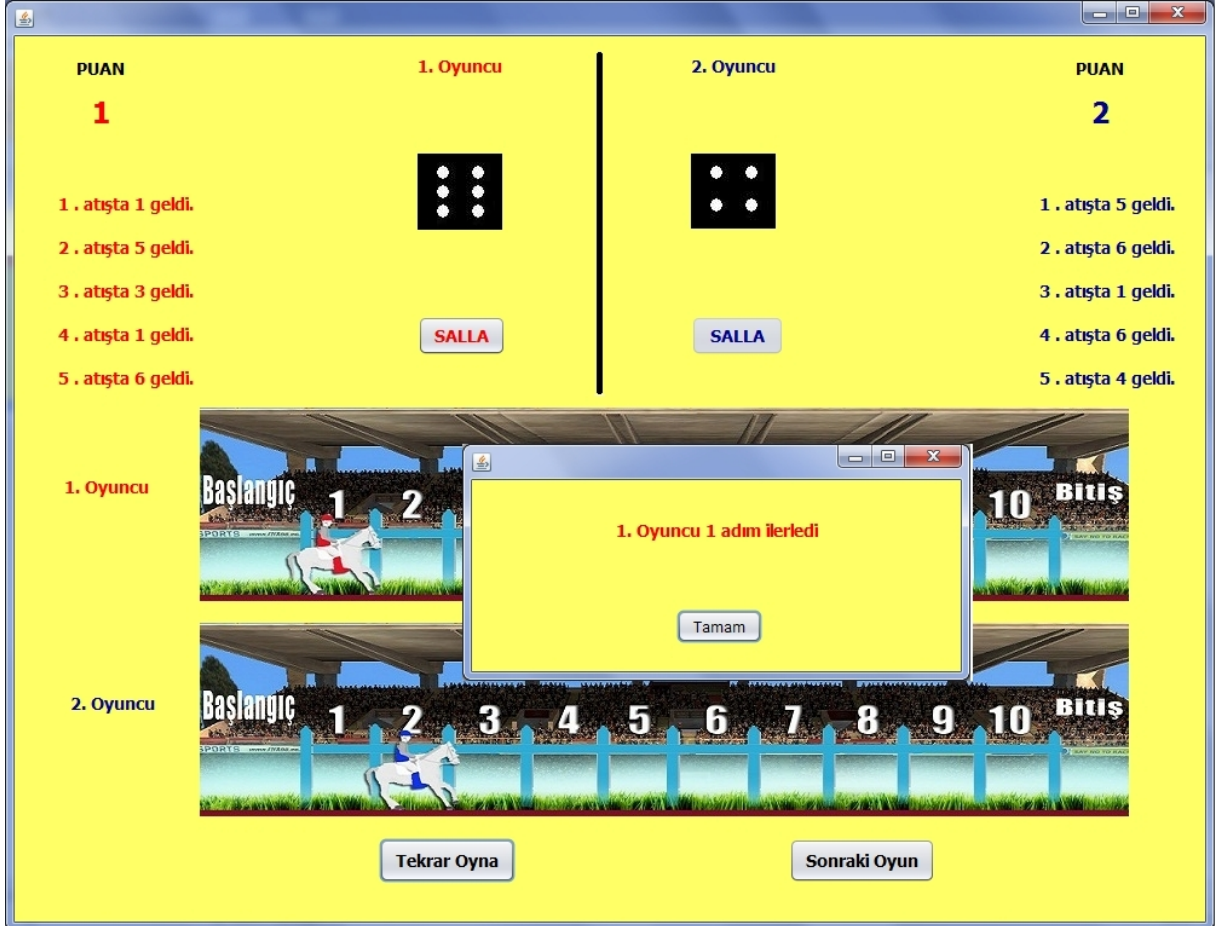 PUAN
1
1. Oyuncu
2. Oyuncu
PUAN
2
1 . atışta 1 geldi.
2 . atışta 5 geldi.
3 . atışta 3 geldi.
4 . atışta 1 geldi.
5 . atışta 6 geldi.
SALLA
SALLA
1 . atışta 5 geldi.
2 . atışta 6 geldi.
3 . atışta 1 geldi.
4 . atışta 6 geldi.
5 . atışta 4 geldi.
1. Oyuncu
Başlangıç 1 2 10 Bitiş
SPORTS
1. Oyuncu 1 adım ilerledi
Tamam
2. Oyuncu
Başlangıç 1 2 3 4 5 6 7 8 9 10 Bitiş
SPORTS
Tekrar Oyna
Sonraki Oyun